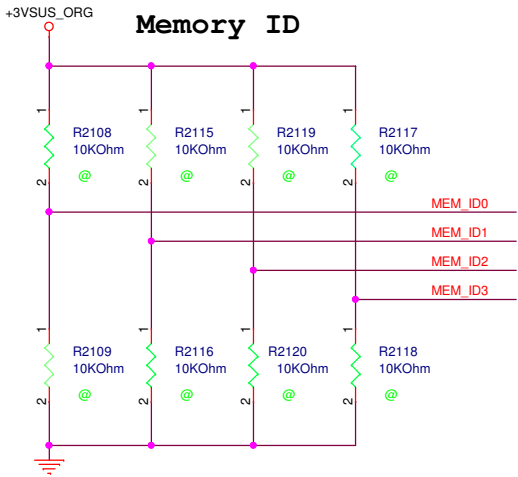 +3VSUS_ORG
Memory ID
1 1 1 1
R2108 R2115 R2119 R2117
10KOhm 10KOhm 10KOhm 10KOhm
@ @ @ @
2 2 2 2
MEM_ID0
MEM_ID1
MEM_ID2
MEM_ID3
1 1 1 1
R2109 R2116 R2120 R2118
10KOhm 10KOhm 10KOhm 10KOhm
@ @ @ @
2 2 2 2